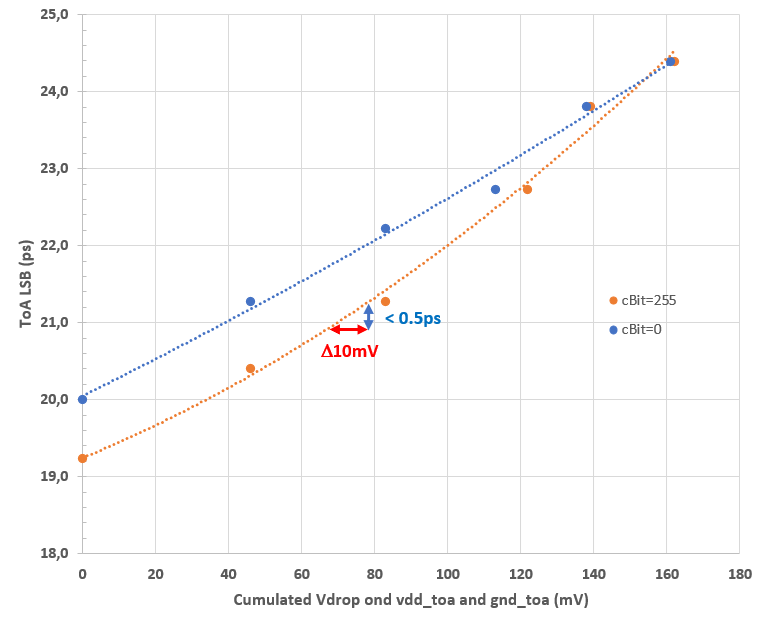 25,0
24,0
23,0
22,0
21,0
20,0
19,0
18,0
ToA LSB (ps)
cBit=255
cBit=0
< 0.5ps
Δ10mV
0 20 40 60 80 100 120 140 160 180
Cumulated Vdrop ond vdd_toa and gnd_toa (mV)